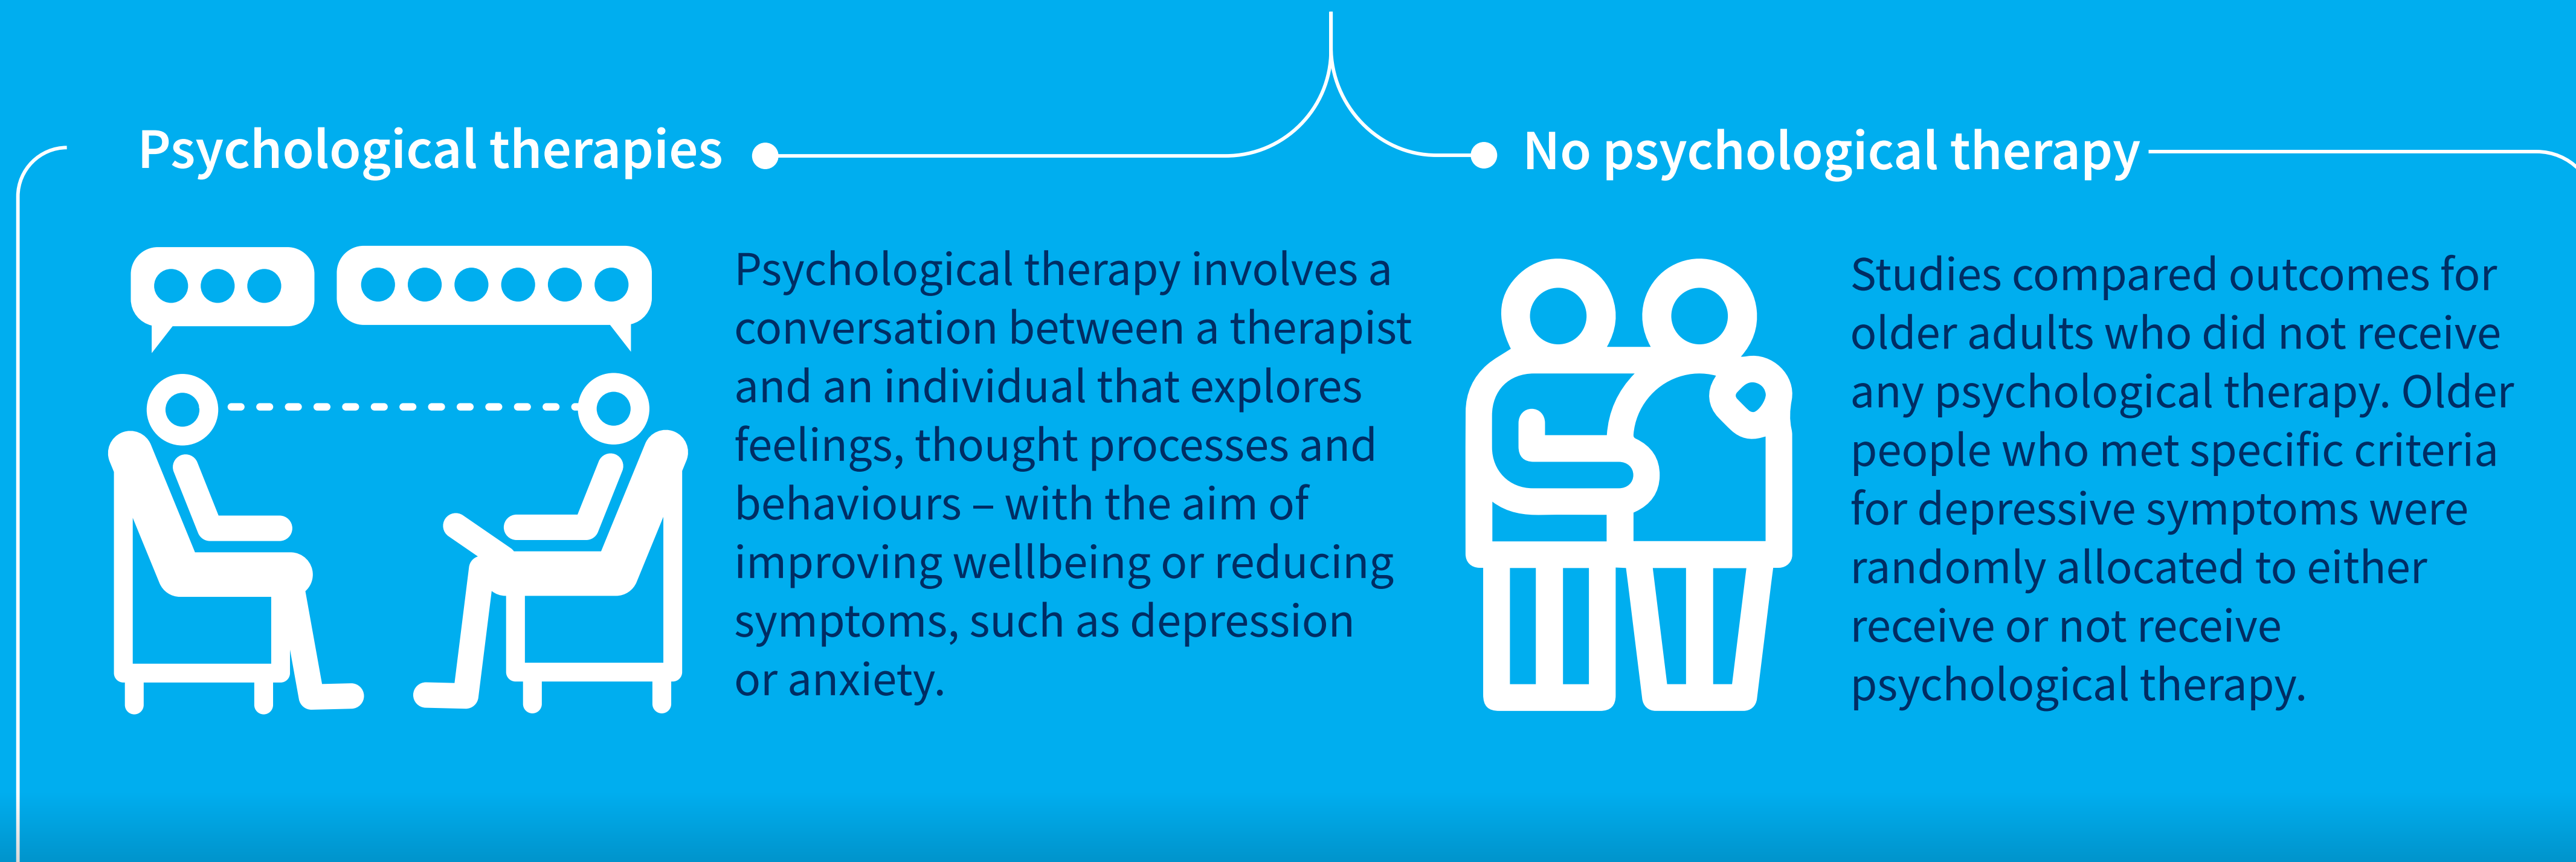 Psychological therapies
Psychological therapy involves a
conversation between a therapist
and an individual that explores
feelings, thought processes and
behaviours – with the aim of
improving wellbeing or reducing
symptoms, such as depression
or anxiety.
No psychological therapy
Studies compared outcomes for
older adults who did not receive
any psychological therapy. Older
people who met specific criteria
for depressive symptoms were
randomly allocated to either
receive or not receive
psychological therapy.